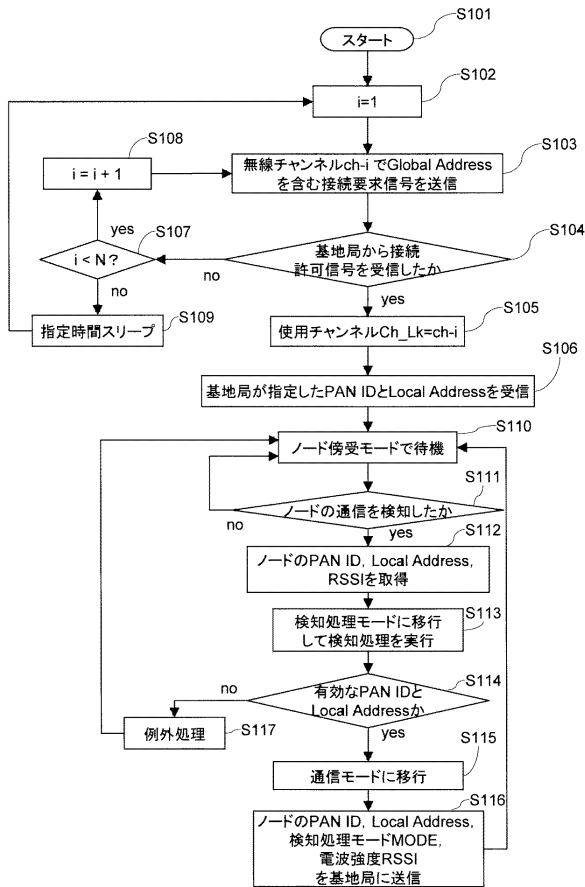 S101
スタート
S102
i=1
S108
i = i + 1
S103
無線チャンネルch-i でGlobal Address
を含む接続要求信号を送信
S107
i < N？
yes
no
S104
基地局から接続
許可信号を受信したか
no
yes
S109
指定時間スリープ
S105
使用チャンネルCh_Lk=ch-i
S106
基地局が指定したPAN IDとLocal Addressを受信
S110
ノード傍受モードで待機
S111
ノードの通信を検知したか
no
yes
S112
ノードのPAN ID, Local Address,
RSSIを取得
S113
検知処理モードに移行
して検知処理を実行
S114
有効なPAN IDと
Local Addressか
no
yes
S117
例外処理
S115
通信モードに移行
S116
ノードのPAN ID, Local Address,
検知処理モードMODE,
電波強度RSSI
を基地局に送信